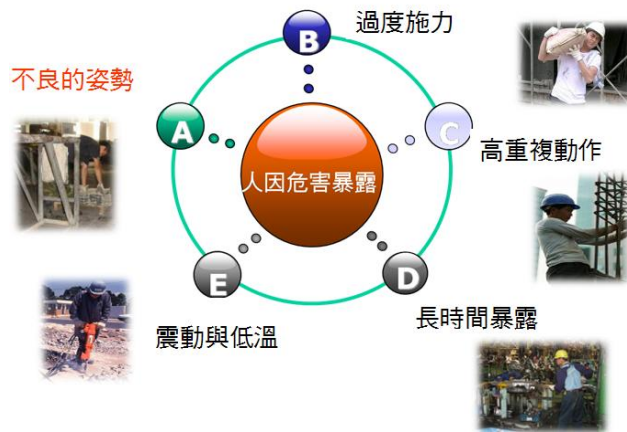 B
過度施力
不良的姿勢
A
C
高重複動作
人因危害暴露
E
D
長時間暴露
震動與低溫